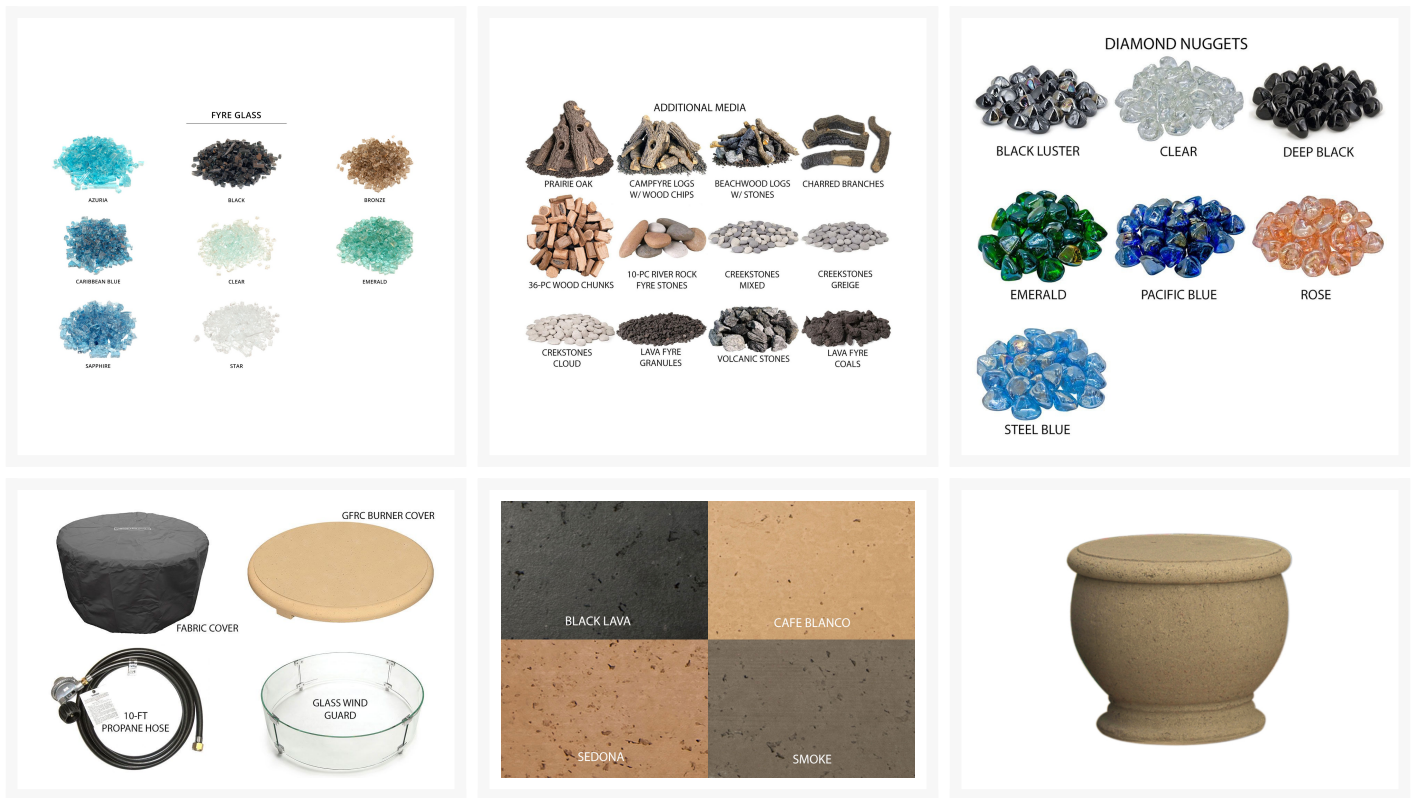 FYRE GLASS
AZURIA
BLACK
BRONZE
CARIBBEAN BLUE
CLEAR
EMERALD
SAPPHIRE
STAR
ADDITIONAL MEDIA
PRAIRIE OAK
CAMPFYRE LOGS
W/ WOOD CHIPS
BEACHWOOD LOGS
W/ STONES
CHARRED BRANCHES
36-PC WOOD CHUNKS
10-PC RIVER ROCK
FYRE STONES
CREEKSTONES
MIXED
CREEKSTONES
GREIGE
CREKSTONES
CLOUD
LAVA FYRE
GRANULES
VOLCANIC STONES
LAVA FYRE
COALS
DIAMOND NUGGETS
BLACK LUSTER
CLEAR
DEEP BLACK
EMERALD
PACIFIC BLUE
ROSE
STEEL BLUE
FABRIC COVER
GFRC BURNER COVER
10-FT
PROPANE HOSE
GLASS WIND
GUARD
BLACK LAVA
CAFE BLANCO
SEDONA
SMOKE